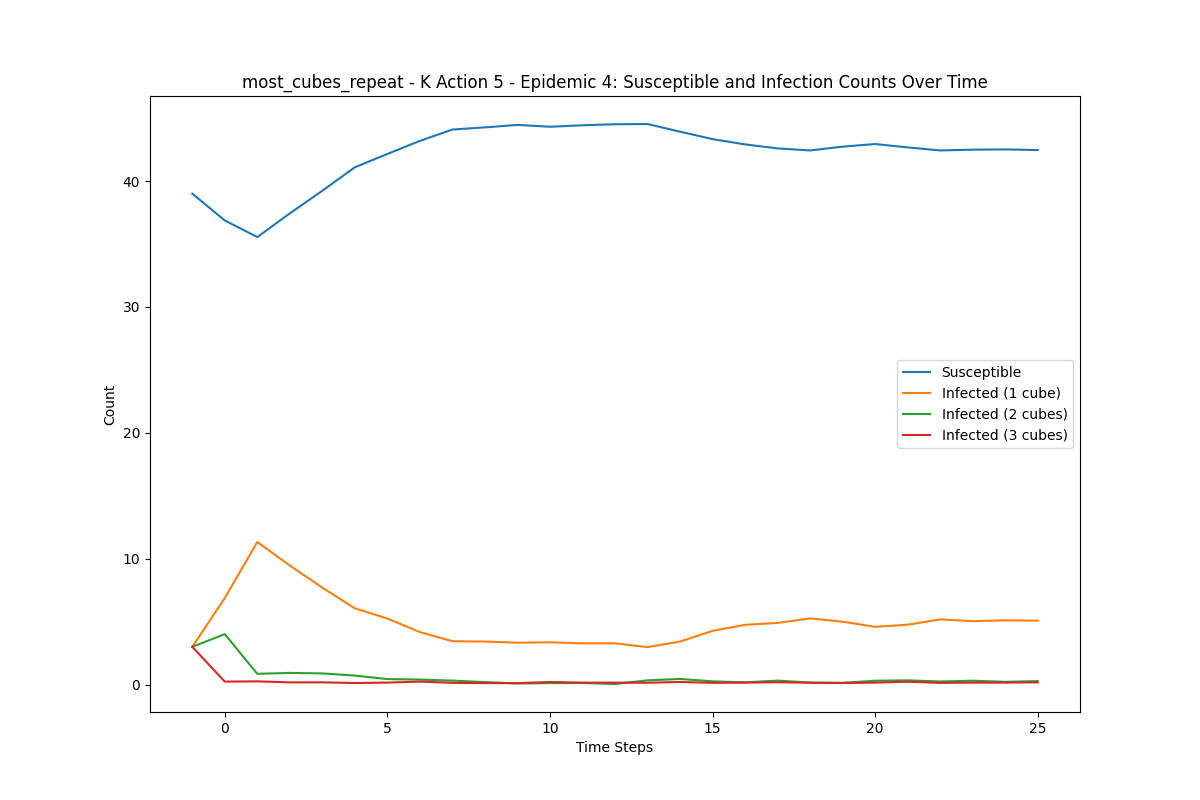 most_cubes_repeat - K Action 5 - Epidemic 4: Susceptible and Infection Counts Over Time
40
30
20
10
0
Count
Susceptible
Infected (1 cube)
Infected (2 cubes)
Infected (3 cubes)
0 5 10 15 20 25
Time Steps